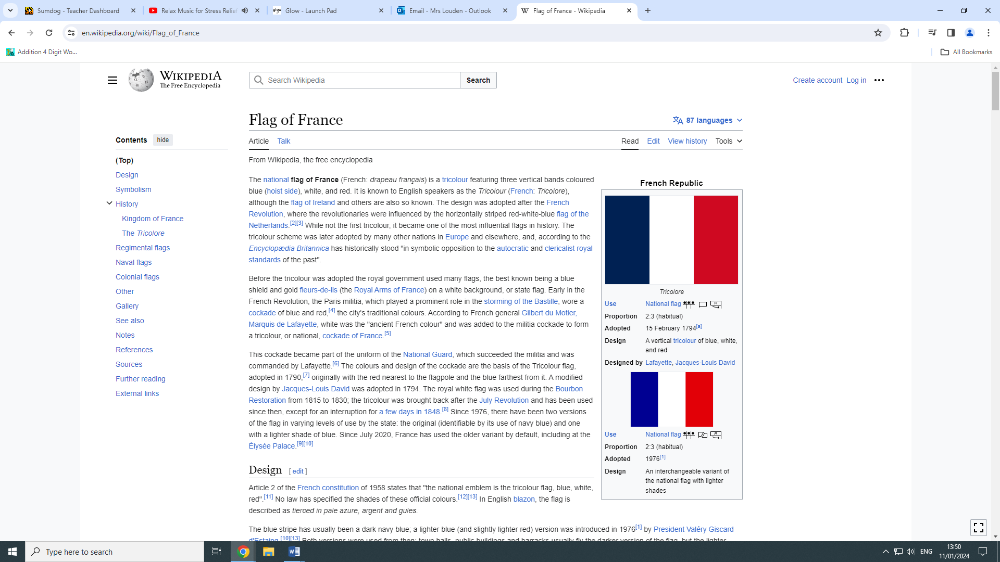 Sumdog - Teacher Dashboard
Relax Music for Stress Relief
Glow - Launch Pad
Email - Mrs Louden - Outlook
Flag of France - Wikipedia
en.wikipedia.org/wiki/Flag_of_France
Addition 4 Digit Wo...
All Bookmarks
WIKIPEDIA
The Free Encyclopedia
Search Wikipedia
Search
Create account Log in
Flag of France
87 languages
Article Talk
Read Edit View history Tools
Contents hide
(Top)
Design
Symbolism
History
Kingdom of France
The Tricolore
Regimental flags
Naval flags
Colonial flags
Other
Gallery
See also
Notes
References
Sources
Further reading
External links
From Wikipedia, the free encyclopedia
The national flag of France (French: drapeau français) is a tricolour featuring three vertical bands coloured
blue (hoist side), white, and red. It is known to English speakers as the Tricolour (French: Tricolore),
although the flag of Ireland and others are also so known. The design was adopted after the French
Revolution, where the revolutionaries were influenced by the horizontally striped red-white-blue flag of the
Netherlands.[2][3] While not the first tricolour, it became one of the most influential flags in history. The
tricolour scheme was later adopted by many other nations in Europe and elsewhere, and, according to the
Encyclopædia Britannica has historically stood "in symbolic opposition to the autocratic and clericalist royal
standards of the past".
Before the tricolour was adopted the royal government used many flags, the best known being a blue
shield and gold fleurs-de-lis (the Royal Arms of France) on a white background, or state flag. Early in the
French Revolution, the Paris militia, which played a prominent role in the storming of the Bastille, wore a
cockade of blue and red,[4] the city's traditional colours. According to French general Gilbert du Motier,
Marquis de Lafayette, white was the "ancient French colour" and was added to the militia cockade to form
a tricolour, or national, cockade of France.[5]
This cockade became part of the uniform of the National Guard, which succeeded the militia and was
commanded by Lafayette.[6] The colours and design of the cockade are the basis of the Tricolour flag,
adopted in 1790,[7] originally with the red nearest to the flagpole and the blue farthest from it. A modified
design by Jacques-Louis David was adopted in 1794. The royal white flag was used during the Bourbon
Restoration from 1815 to 1830; the tricolour was brought back after the July Revolution and has been used
since then, except for an interruption for a few days in 1848.[8] Since 1976, there have been two versions
of the flag in varying levels of use by the state: the original (identifiable by its use of navy blue) and one
with a lighter shade of blue. Since July 2020, France has used the older variant by default, including at the
Élysée Palace.[9][10]
French Republic
Tricolore
Use National flag
Proportion 2:3 (habitual)
Adopted 15 February 1794[a]
Design A vertical tricolour of blue, white,
and red
Designed by Lafayette, Jacques-Louis David
Use National flag
Proportion 2:3 (habitual)
Adopted 1976[1]
Design An interchangeable variant of
the national flag with lighter
shades
Design [ edit ]
Article 2 of the French constitution of 1958 states that "the national emblem is the tricolour flag, blue, white,
red".[11] No law has specified the shades of these official colours.[12][13] In English blazon, the flag is
described as tierced in pale azure, argent and gules.
The blue stripe has usually been a dark navy blue; a lighter blue (and slightly lighter red) version was introduced in 1976[1] by President Valéry Giscard
d'Estaing.[10][13] Both versions were used from then; town halls, public buildings and barracks usually fly the darker version of the flag, but the lighter
Type here to search
ENG
13:50
11/01/2024